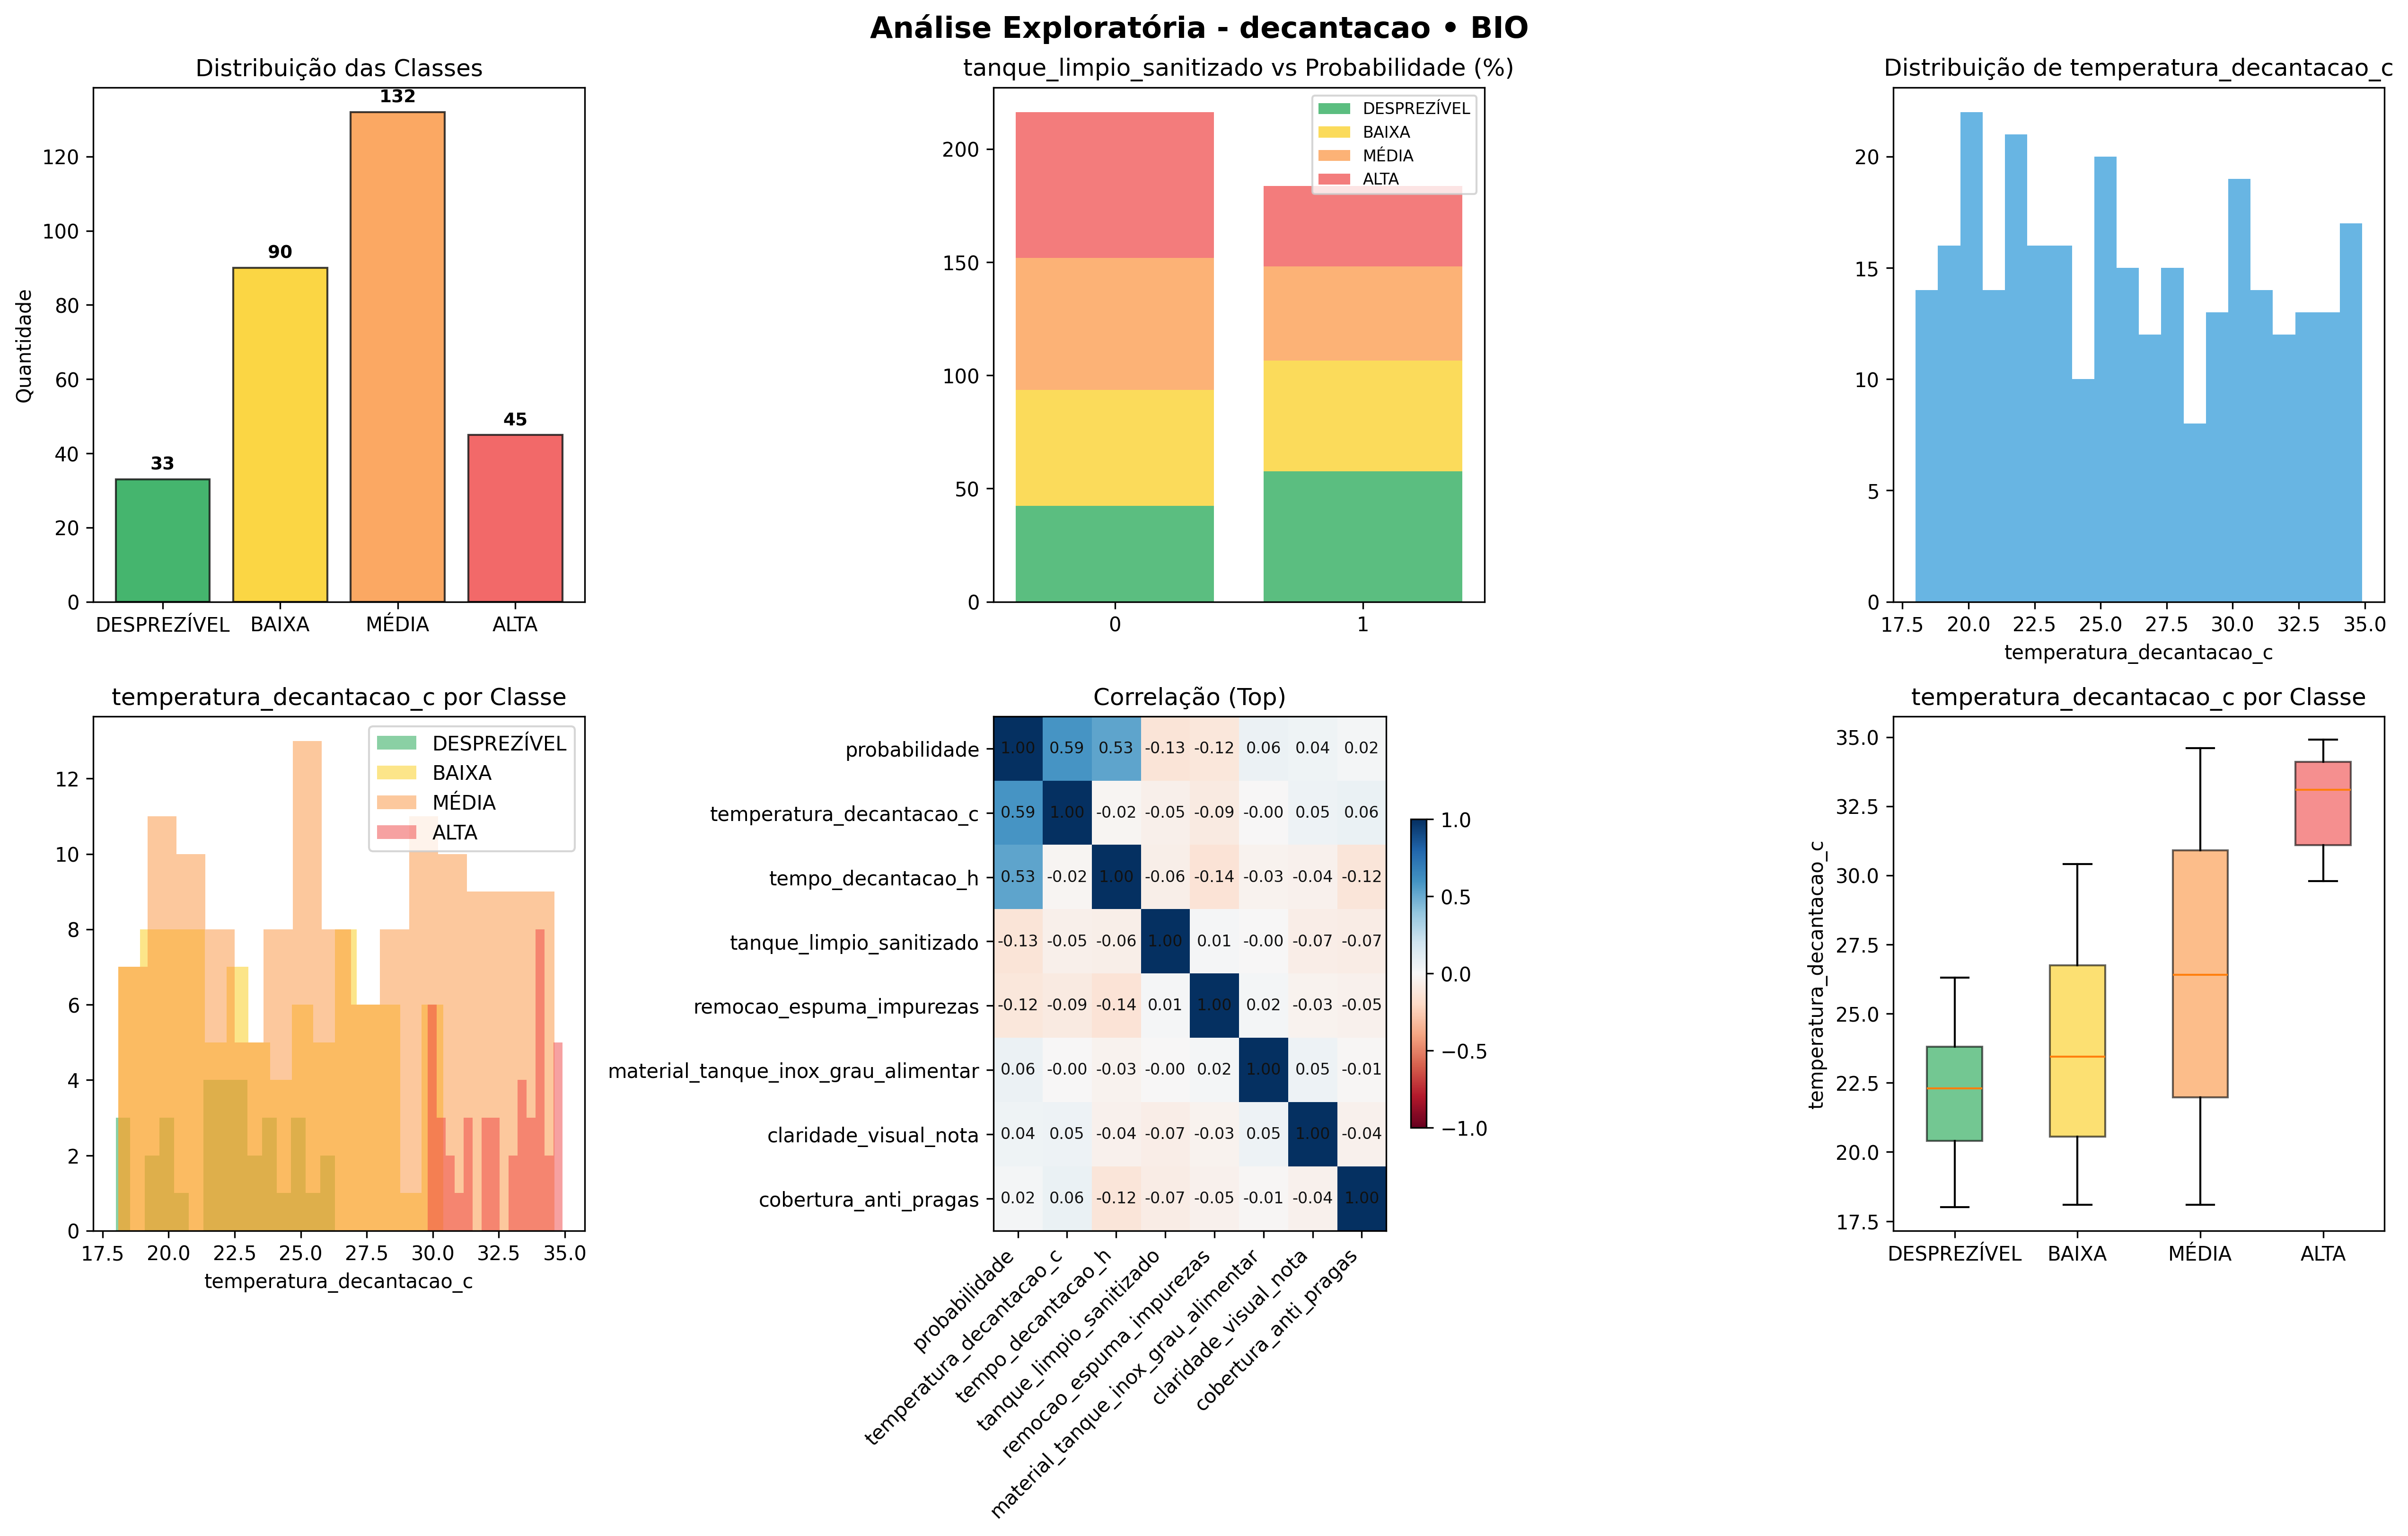 Análise Exploratória - decantacao • BIO
Distribuição das Classes
Quantidade
120
100
80
60
40
20
0
33
90
132
45
DESPREZÍVEL BAIXA MÉDIA ALTA
tanque_limpio_sanitizado vs Probabilidade (%)
200
150
100
50
0
DESPREZÍVEL
BAIXA
MÉDIA
ALTA
0 1
Distribuição de temperatura_decantacao_c
20
15
10
5
0
17.5 20.0 22.5 25.0 27.5 30.0 32.5 35.0
temperatura_decantacao_c
temperatura_decantacao_c por Classe
12
10
8
6
4
2
0
DESPREZÍVEL
BAIXA
MÉDIA
ALTA
17.5 20.0 22.5 25.0 27.5 30.0 32.5 35.0
temperatura_decantacao_c
Correlação (Top)
probabilidade 1.00 0.59 0.53 -0.13 -0.12 0.06 0.04 0.02
temperatura_decantacao_c 0.59 1.00 -0.02 -0.05 -0.09 -0.00 0.05 0.06
tempo_decantacao_h 0.53 -0.02 1.00 -0.06 -0.14 -0.03 -0.04 -0.12
tanque_limpio_sanitizado -0.13 -0.05 -0.06 1.00 0.01 -0.00 -0.07 -0.07
remocao_espuma_impurezas -0.12 -0.09 -0.14 0.01 1.00 0.02 -0.03 -0.05
material_tanque_inox_grau_alimentar 0.06 -0.00 -0.03 -0.00 0.02 1.00 0.05 -0.01
claridade_visual_nota 0.04 0.05 -0.04 -0.07 -0.03 0.05 1.00 -0.04
cobertura_anti_pragas 0.02 0.06 -0.12 -0.07 -0.05 -0.01 -0.04 1.00
probabilidade
temperatura_decantacao_c
tempo_decantacao_h
tanque_limpio_sanitizado
remocao_espuma_impurezas
material_tanque_inox_grau_alimentar
claridade_visual_nota
cobertura_anti_pragas
1.0
0.5
0.0
−0.5
−1.0
temperatura_decantacao_c por Classe
temperatura_decantacao_c
35.0
32.5
30.0
27.5
25.0
22.5
20.0
17.5
DESPREZÍVEL BAIXA MÉDIA ALTA